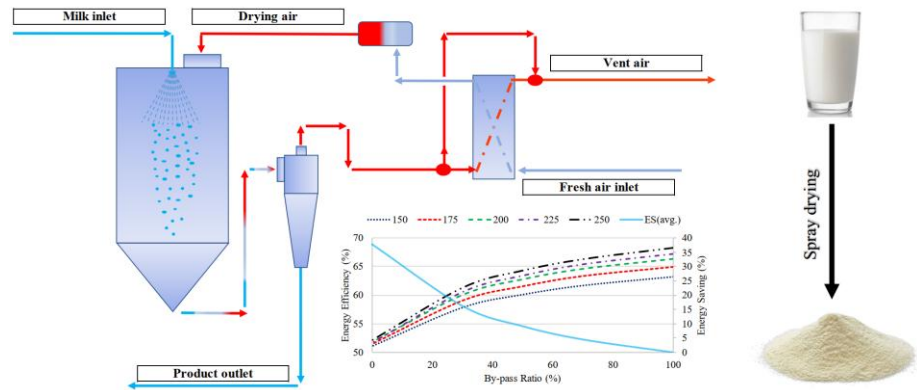 Milk inlet
Drying air
Vent air
Fresh air inlet
Product outlet
150 175 200 225 250 ES(avg.)
Energy Efficiency (%)
70
65
60
55
50
Energy Saving (%)
40
35
30
25
20
15
10
5
0
0 20 40 60 80 100
By-pass Ratio (%)
Spray drying